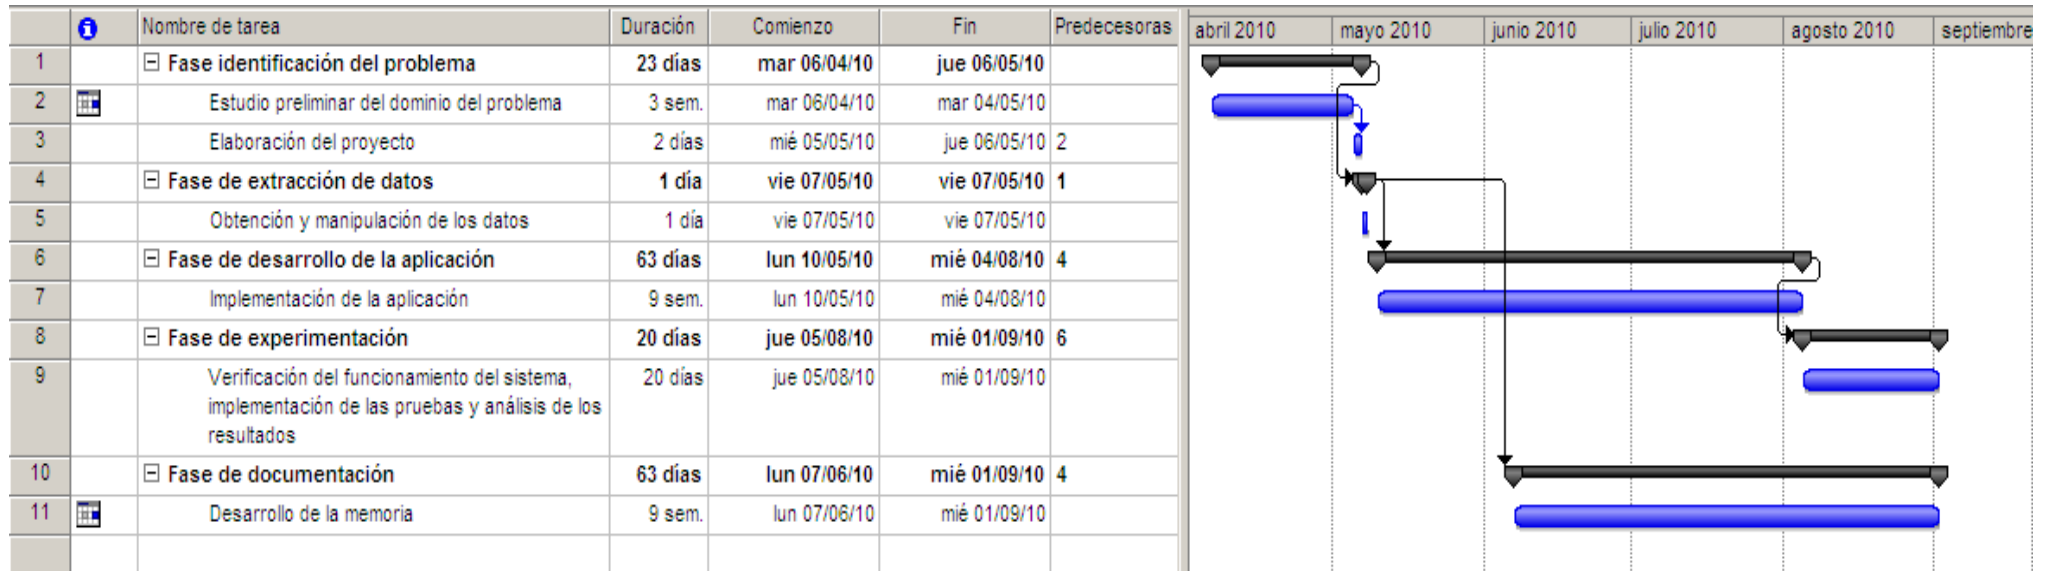 Nombre de tarea Duración Comienzo Fin Predecesoras abril 2010 mayo 2010 junio 2010 julio 2010 agosto 2010 septiembre
1 Fase identificación del problema 23 días mar 06/04/10 jue 06/05/10
2 Estudio preliminar del dominio del problema 3 sem. mar 06/04/10 mar 04/05/10
3 Elaboración del proyecto 2 días mié 05/05/10 jue 06/05/10 2
4 Fase de extracción de datos 1 día vie 07/05/10 vie 07/05/10 1
5 Obtención y manipulación de los datos 1 día vie 07/05/10 vie 07/05/10
6 Fase de desarrollo de la aplicación 63 días lun 10/05/10 mié 04/08/10 4
7 Implementación de la aplicación 9 sem. lun 10/05/10 mié 04/08/10
8 Fase de experimentación 20 días jue 05/08/10 mié 01/09/10 6
9 Verificación del funcionamiento del sistema, 20 días jue 05/08/10 mié 01/09/10
implementación de las pruebas y análisis de los
resultados
10 Fase de documentación 63 días lun 07/06/10 mié 01/09/10 4
11 Desarrollo de la memoria 9 sem. lun 07/06/10 mié 01/09/10